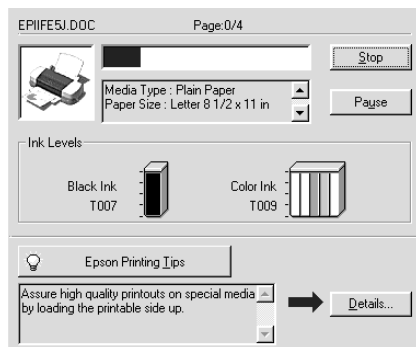 EPIIFE5J.DOC Page:0/4
Stop
Media Type : Plain Paper
Paper Size : Letter 8 1/2 x 11 in
Pause
Ink Levels
Black Ink
T007
Color Ink
T009
Epson Printing Tips
Assure high quality printouts on special media
by loading the printable side up.
Details...